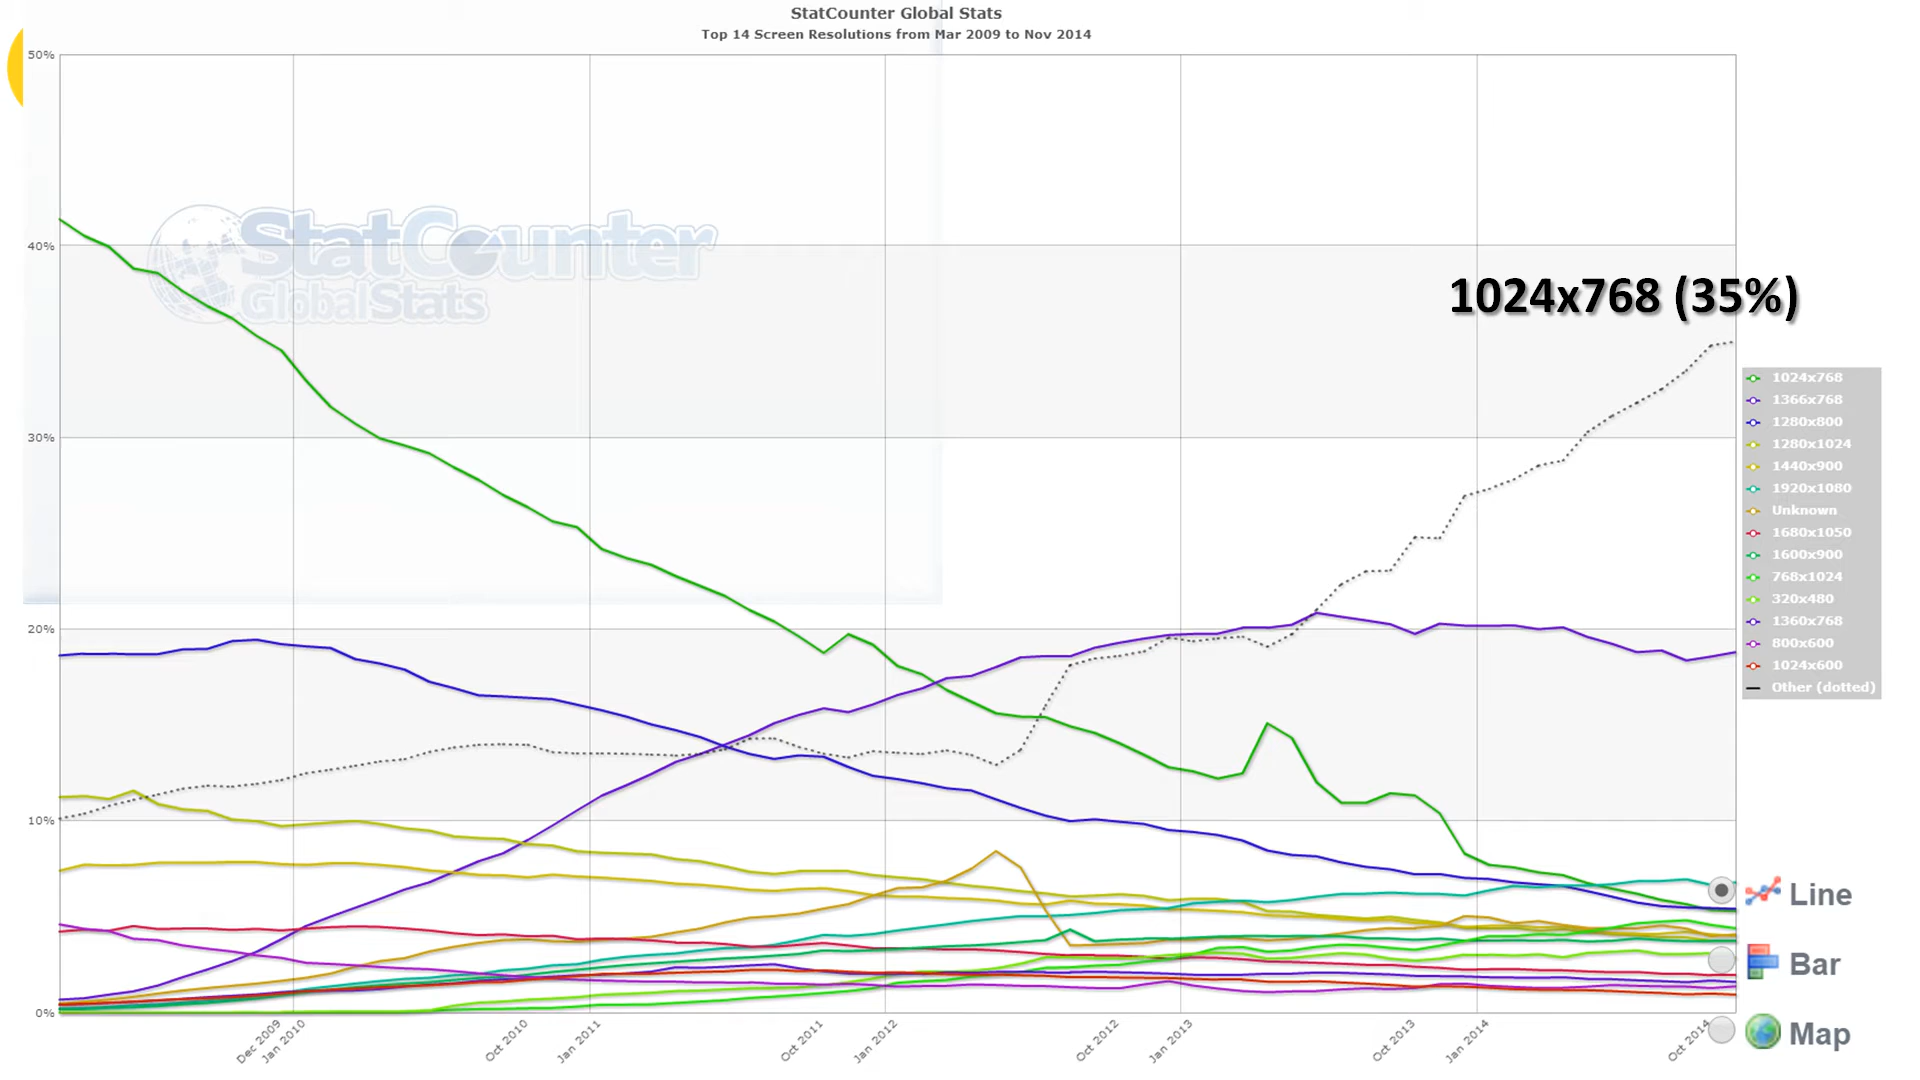 StatCounter Global Stats
Top 14 Screen Resolutions from Mar 2009 to Nov 2014
50%
StatCounter
GlobalStats
40%
1024x768 (35%)
30%
20%
10%
0%
1024x768
1366x768
1280x800
1280x1024
1440x900
1920x1080
Unknown
1680x1050
1600x900
768x1024
320x480
1360x768
800x600
1024x600
Other (dotted)
Line
Bar
Map
Dec 2009
Jan 2010
Oct 2010
Jan 2011
Oct 2011
Jan 2012
Oct 2012
Jan 2013
Oct 2013
Jan 2014
Oct 2014